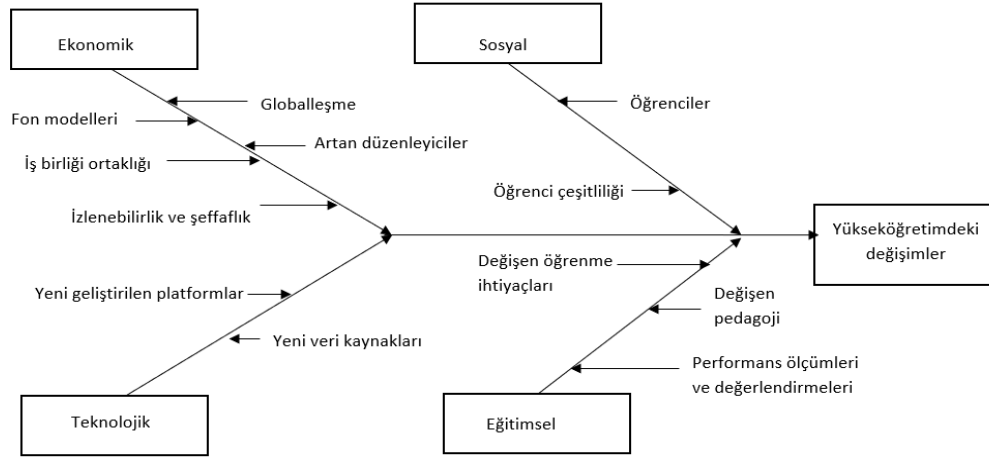 Ekonomik
Sosyal
Globalleşme
Öğrenciler
Fon modelleri
Artan düzenleyiciler
İş birliği ortaklığı
Öğrenci çeşitliliği
İzlenebilirlik ve şeffaflık
Yükseköğretimdeki
değişimler
Değişen öğrenme
ihtiyaçları
Yeni geliştirilen platformlar
Değişen
pedagoji
Yeni veri kaynakları
Performans ölçümleri
ve değerlendirmeleri
Teknolojik
Eğitimsel